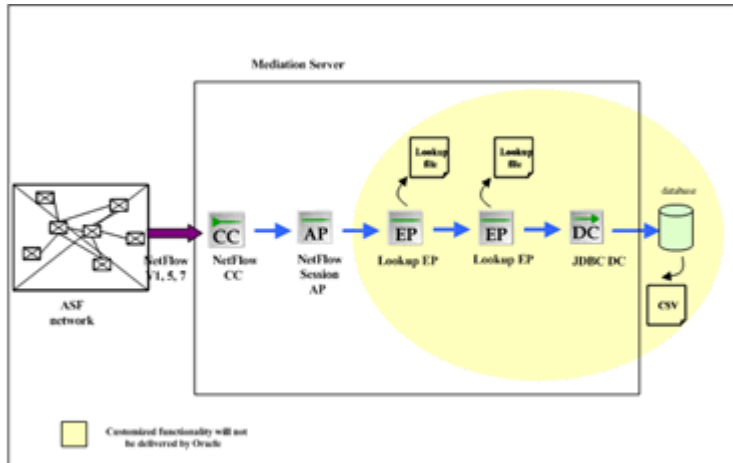 Mediation Server
Lookup
file
Lookup
file
database
CC
AP
EP
EP
DC
NetFlow
V1, 5, 7
NetFlow
CC
NetFlow
Session
AP
Lookup EP
Lookup EP
JDBC DC
CSV
ASF
network
Customized functionality will not
be delivered by Oracle